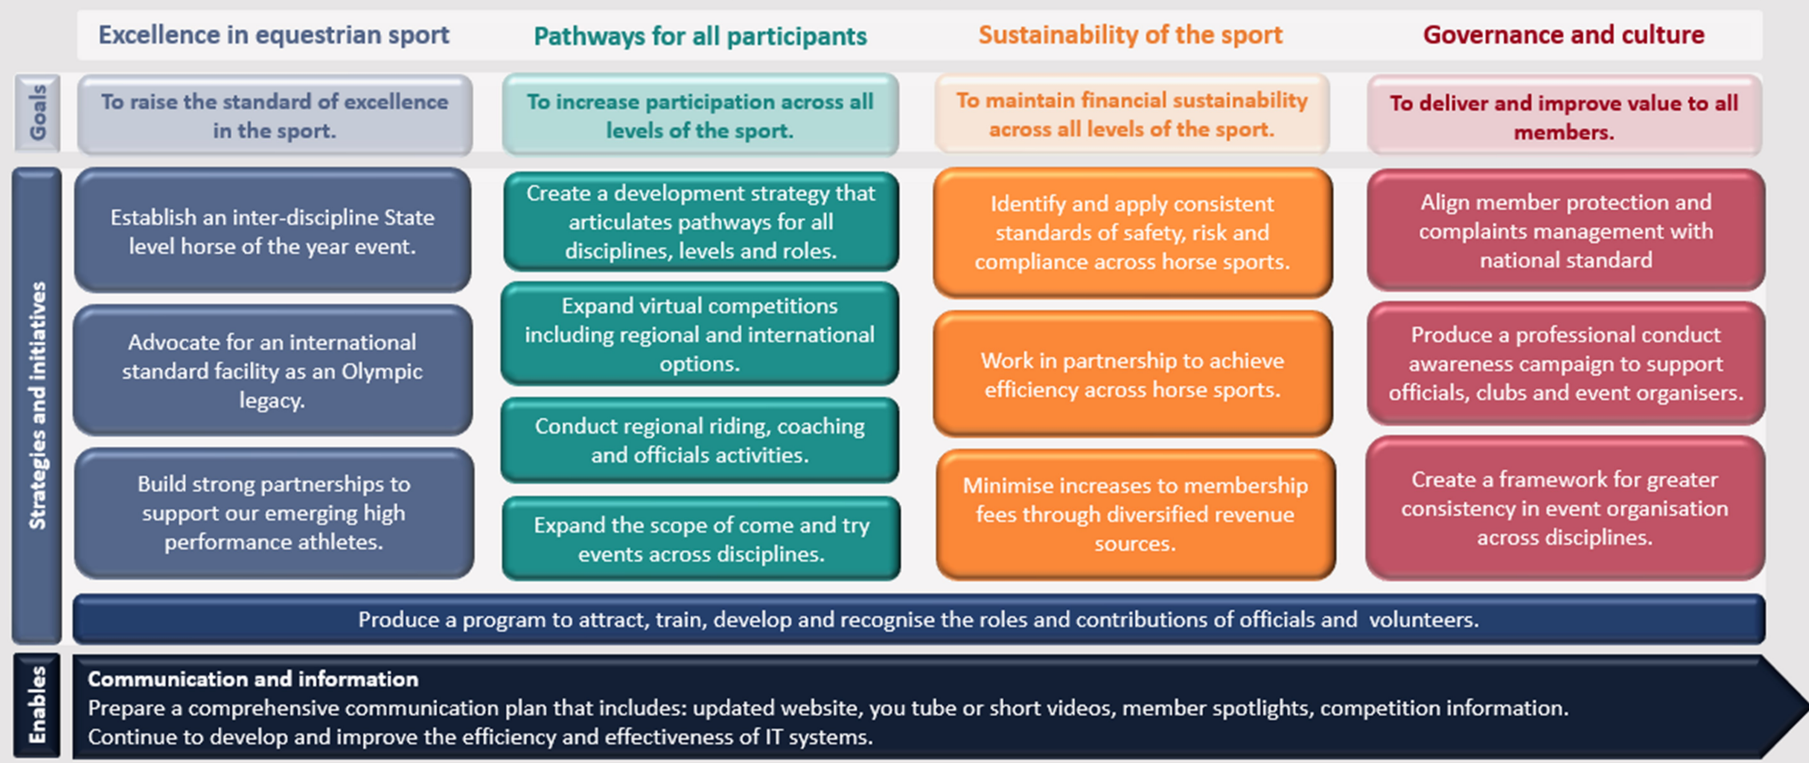 Excellence in equestrian sport
Pathways for all participants
Sustainability of the sport
Governance and culture
Goals
To raise the standard of excellence
in the sport.
To increase participation across all
levels of the sport.
To maintain financial sustainability
across all levels of the sport.
To deliver and improve value to all
members.
Strategies and initiatives
Establish an inter-discipline State
level horse of the year event.
Advocate for an international
standard facility as an Olympic
legacy.
Build strong partnerships to
support our emerging high
performance athletes.
Create a development strategy that
articulates pathways for all
disciplines, levels and roles.
Expand virtual competitions
including regional and international
options.
Conduct regional riding, coaching
and officials activities.
Expand the scope of come and try
events across disciplines.
Identify and apply consistent
standards of safety, risk and
compliance across horse sports.
Work in partnership to achieve
efficiency across horse sports.
Minimise increases to membership
fees through diversified revenue
sources.
Align member protection and
complaints management with
national standard
Produce a professional conduct
awareness campaign to support
officials, clubs and event organisers.
Create a framework for greater
consistency in event organisation
across disciplines.
Produce a program to attract, train, develop and recognise the roles and contributions of officials and  volunteers.
Enables
Communication and information
Prepare a comprehensive communication plan that includes: updated website, you tube or short videos, member spotlights, competition information.
Continue to develop and improve the efficiency and effectiveness of IT systems.